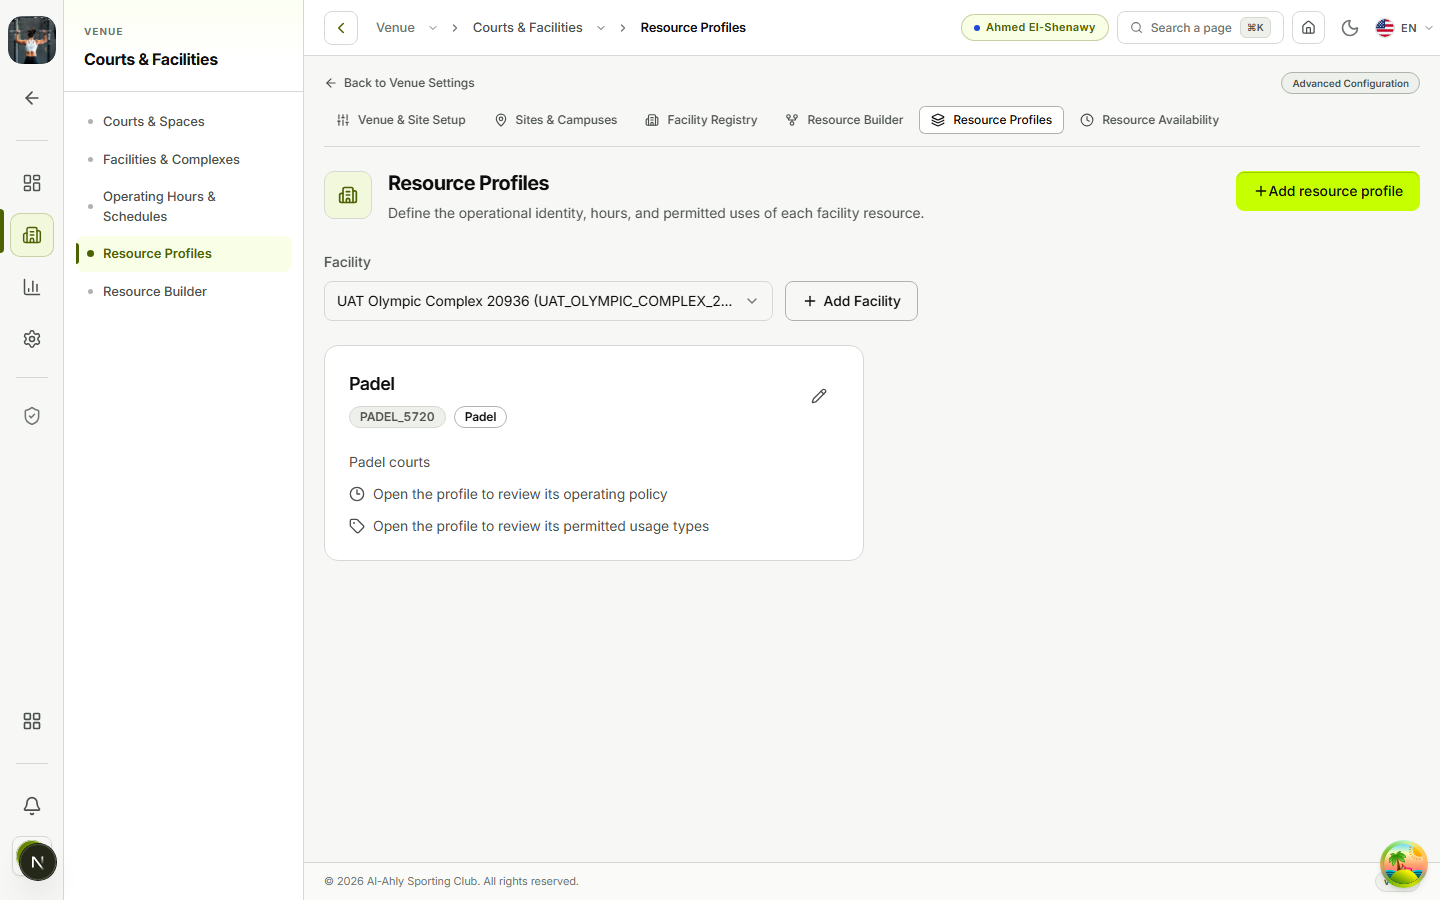 VENUE
Courts & Facilities
Courts & Spaces
Facilities & Complexes
Operating Hours &
Schedules
Resource Profiles
Resource Builder
N
Venue
Courts & Facilities
Resource Profiles
Ahmed El-Shenawy
Search a page
⌘K
EN
Back to Venue Settings
Advanced Configuration
Venue & Site Setup
Sites & Campuses
Facility Registry
Resource Builder
Resource Profiles
Resource Availability
Resource Profiles
Define the operational identity, hours, and permitted uses of each facility resource.
Add resource profile
Facility
UAT Olympic Complex 20936 (UAT_OLYMPIC_COMPLEX_2...
Add Facility
Padel
PADEL_5720
Padel
Padel courts
Open the profile to review its operating policy
Open the profile to review its permitted usage types
© 2026 Al-Ahly Sporting Club. All rights reserved.